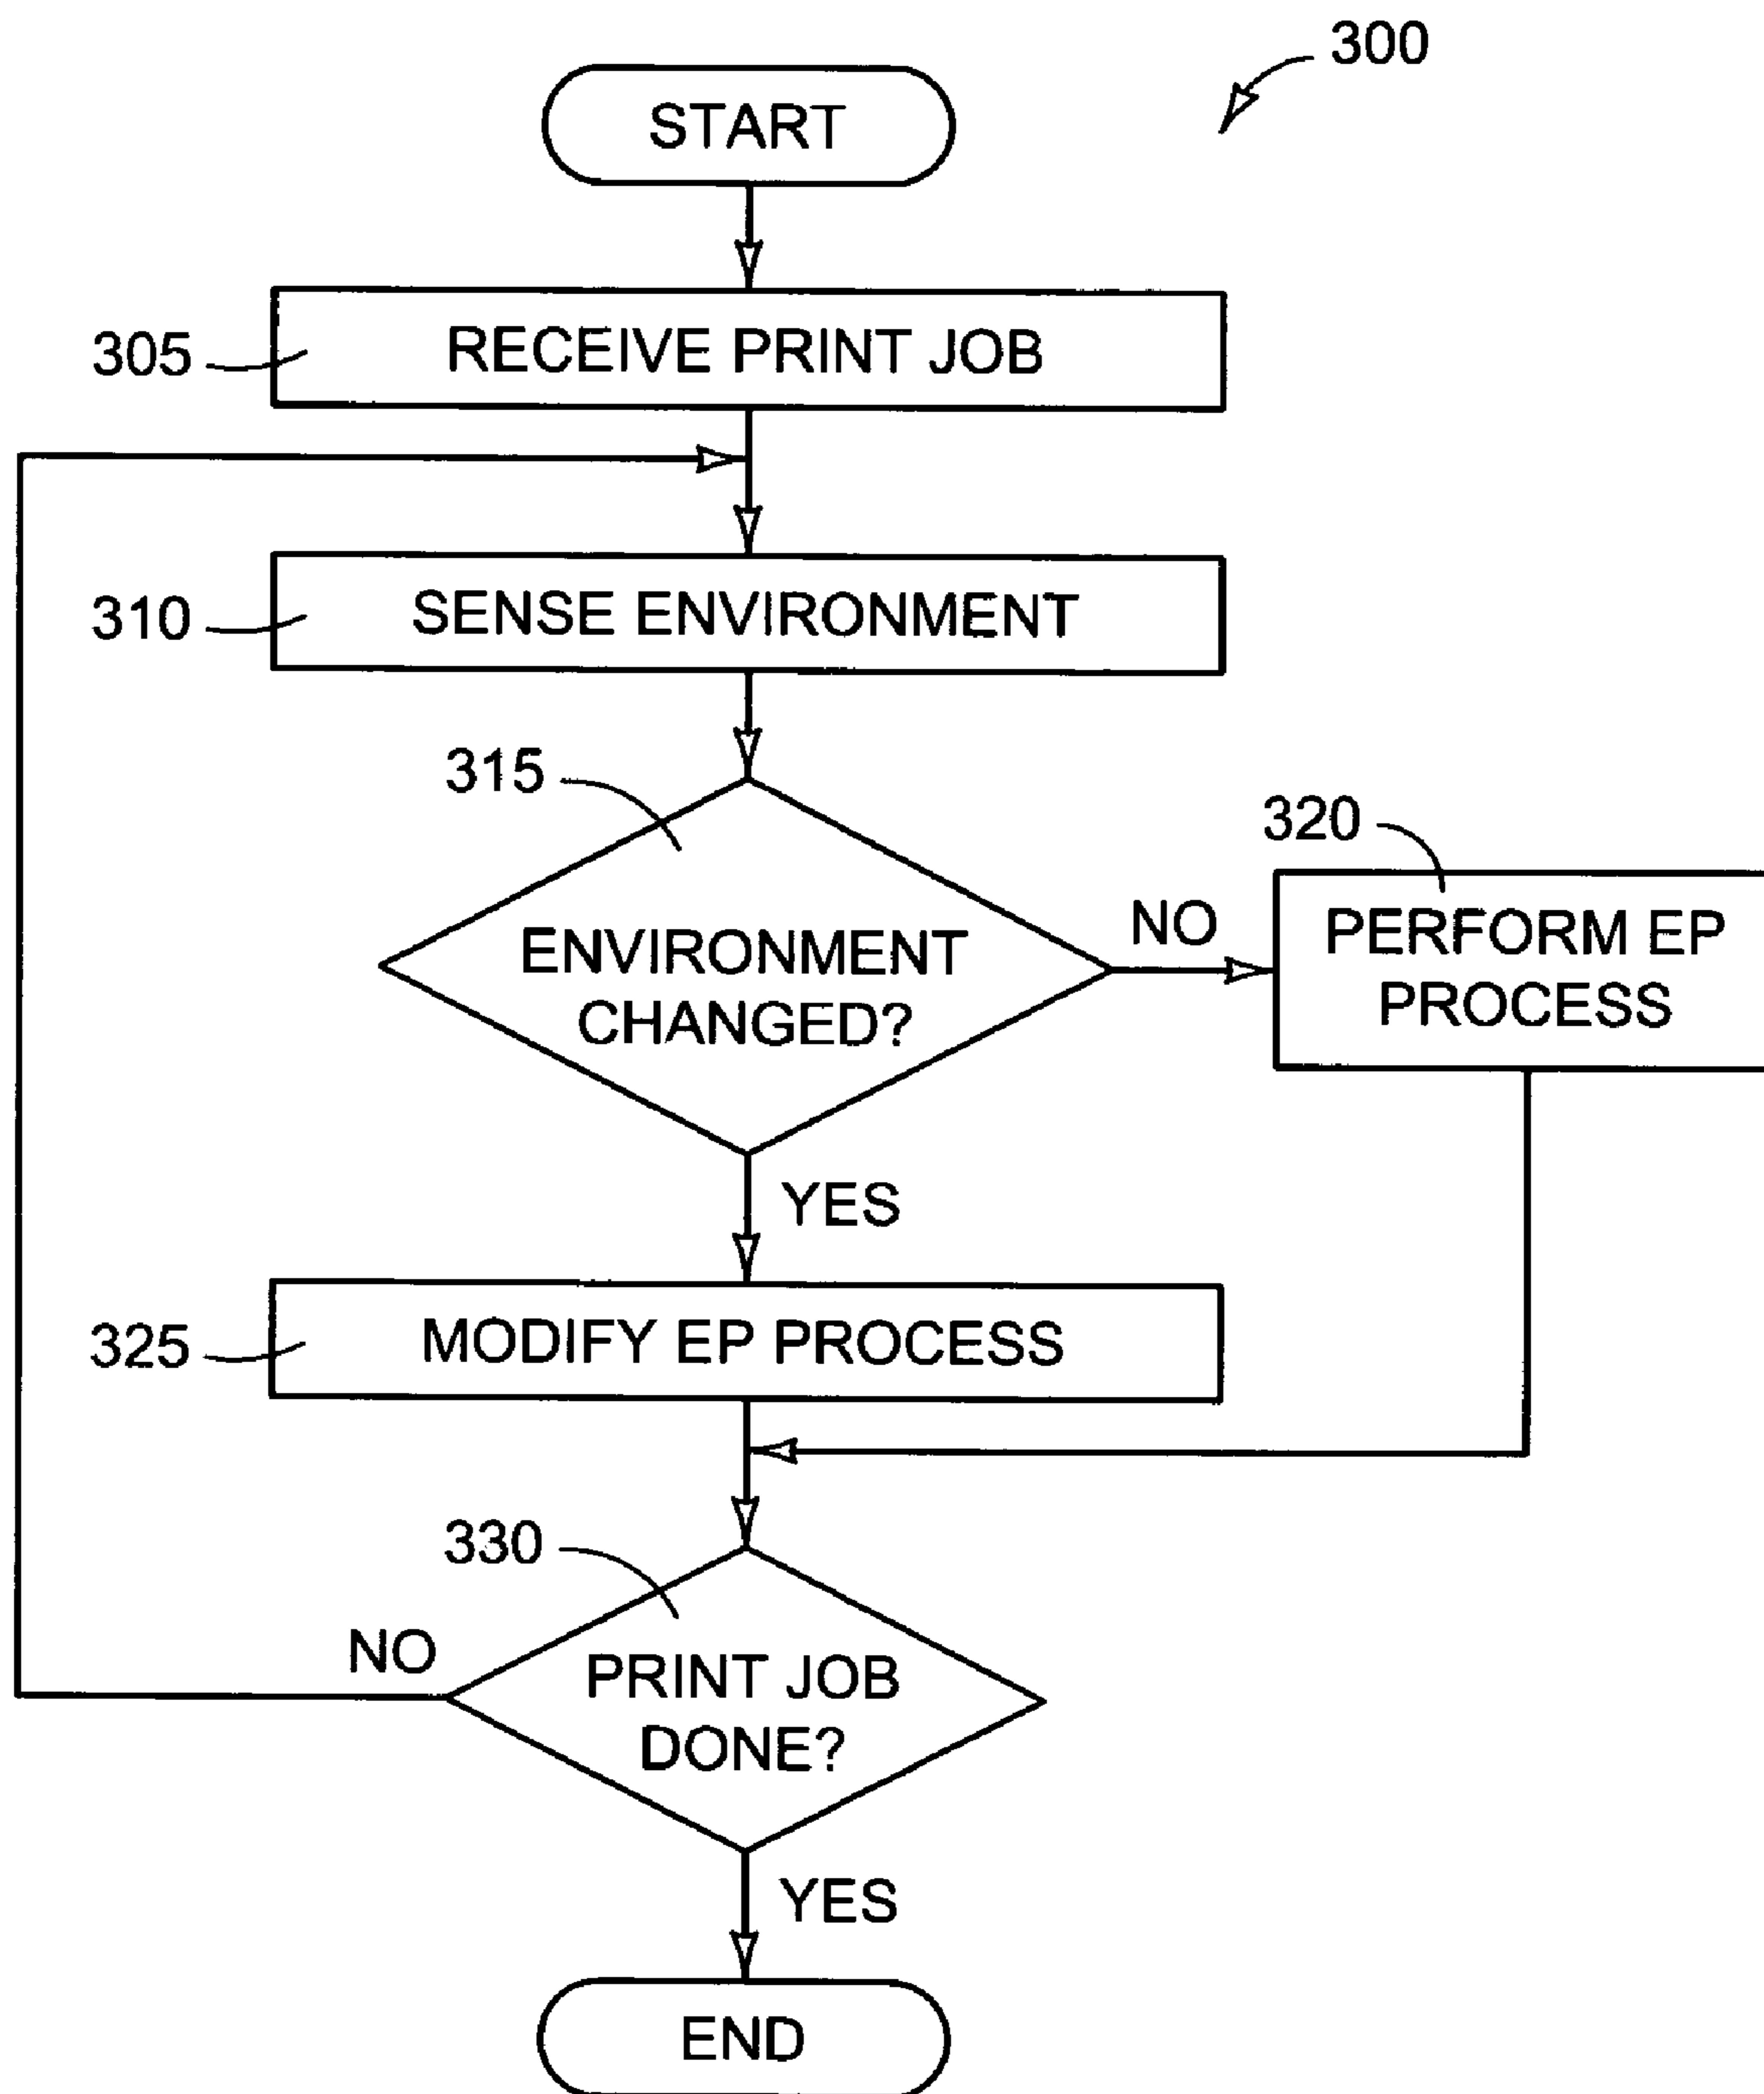 300
START
305
RECEIVE PRINT JOB
310
SENSE ENVIRONMENT
315
ENVIRONMENT
CHANGED?
NO
320
PERFORM EP
PROCESS
YES
325
MODIFY EP PROCESS
330
PRINT JOB
DONE?
NO
YES
END